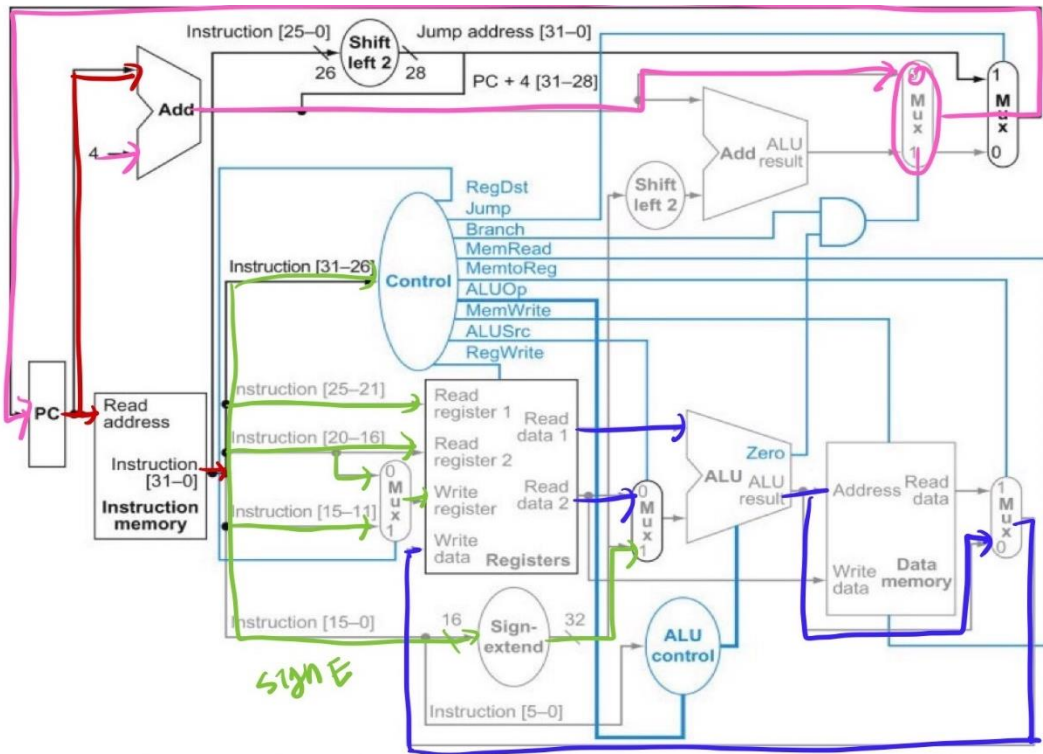 Instruction [25–0]
Shift
left 2
Jump address [31–0]
26
28
PC + 4 [31–28]
Add
4
0
Mux
1
1
Mux
0
Add
ALU
result
Shift
left 2
RegDst
Jump
Branch
MemRead
MemtoReg
ALUOp
MemWrite
ALUSrc
RegWrite
Control
Instruction [31–26]
PC
Read
address
Instruction
[31–0]
Instruction
memory
Instruction [25–21]
Instruction [20–16]
Instruction [15–11]
0
Mux
1
Read
register 1
Read
register 2
Write
register
Write
data
Read
data 1
Read
data 2
Registers
0
Mux
1
Zero
ALU
ALU
result
Address
Read
data
Write
data
Data
memory
1
Mux
0
Instruction [15–0]
16
Sign-
extend
32
ALU
control
Instruction [5–0]
sign E